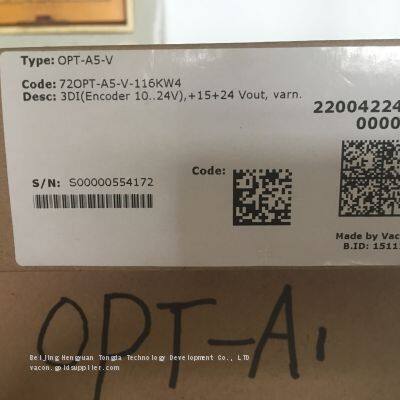 Type: OPT-A5-V
Code: 72OPT-A5-V-116KW4
Desc: 3DI(Encoder 10..24V),+15+24 Vout, varn.
22004224
0000
Code:
S/N: S00000554172
Made by Vac
B.ID: 1511
OPT-A1
Beijing Hengyuan Tongda Technology Development Co., LTD
vacon.goldsupplier.com